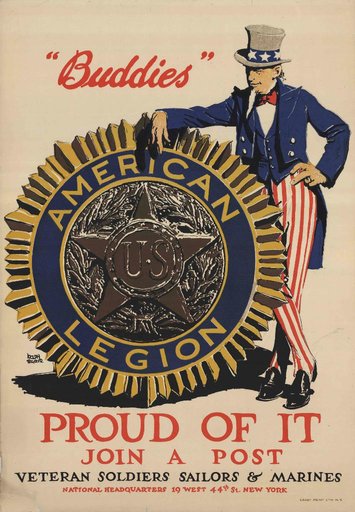 "Buddies"
AMERICAN
U·S
LEGION
PROUD OF IT
JOIN A POST
VETERAN SOLDIERS SAILORS & MARINES
NATIONAL HEADQUARTERS 19 WEST 44th St. NEW YORK